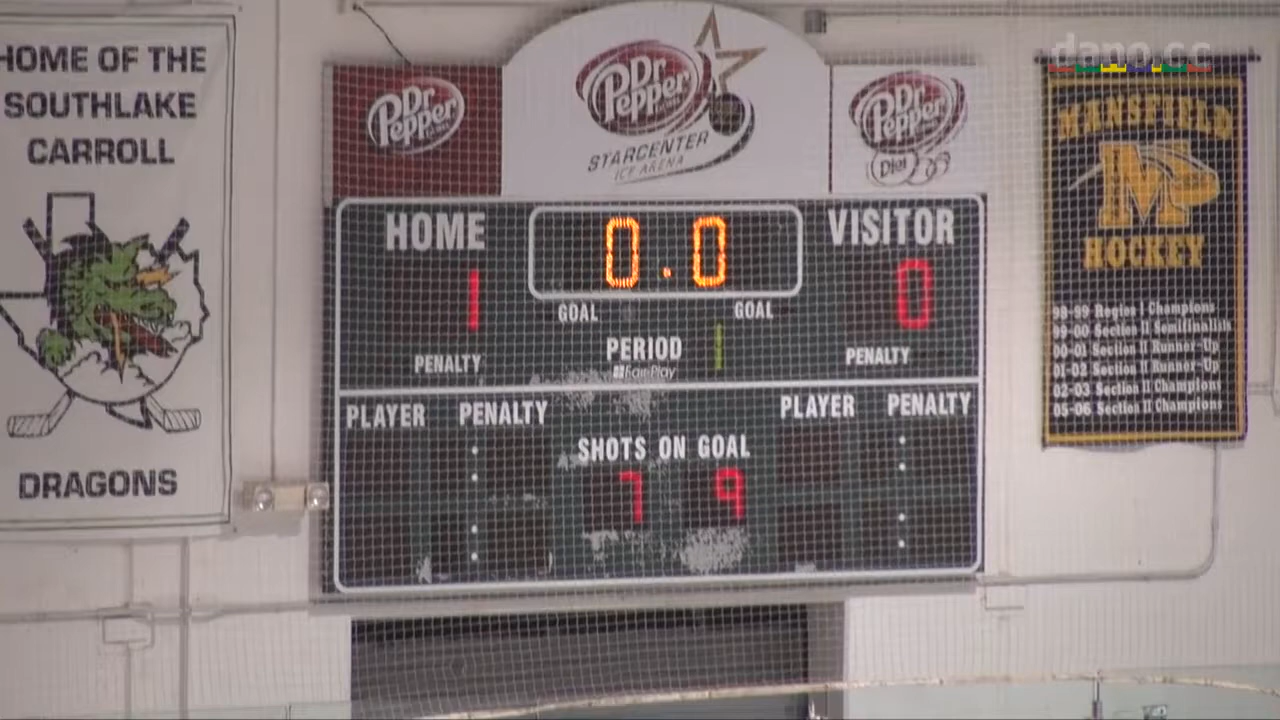 dano.cc
HOME OF THE
SOUTHLAKE
CARROLL
DRAGONS
Dr
Pepper
Dr
Pepper
STARCENTER
ICE ARENA
Dr
Pepper
Diet
HOME
0.0
VISITOR
1
0
GOAL
GOAL
PERIOD 1
Fair-Play
PENALTY
PENALTY
PLAYER
PENALTY
PLAYER
PENALTY
SHOTS ON GOAL
7 9
MANSFIELD
M
HOCKEY
98-99 Region I Champions
99-00 Section II Semifinalists
00-01 Section II Runner-Up
01-02 Section II Runner-Up
02-03 Section II Champions
05-06 Section II Champions